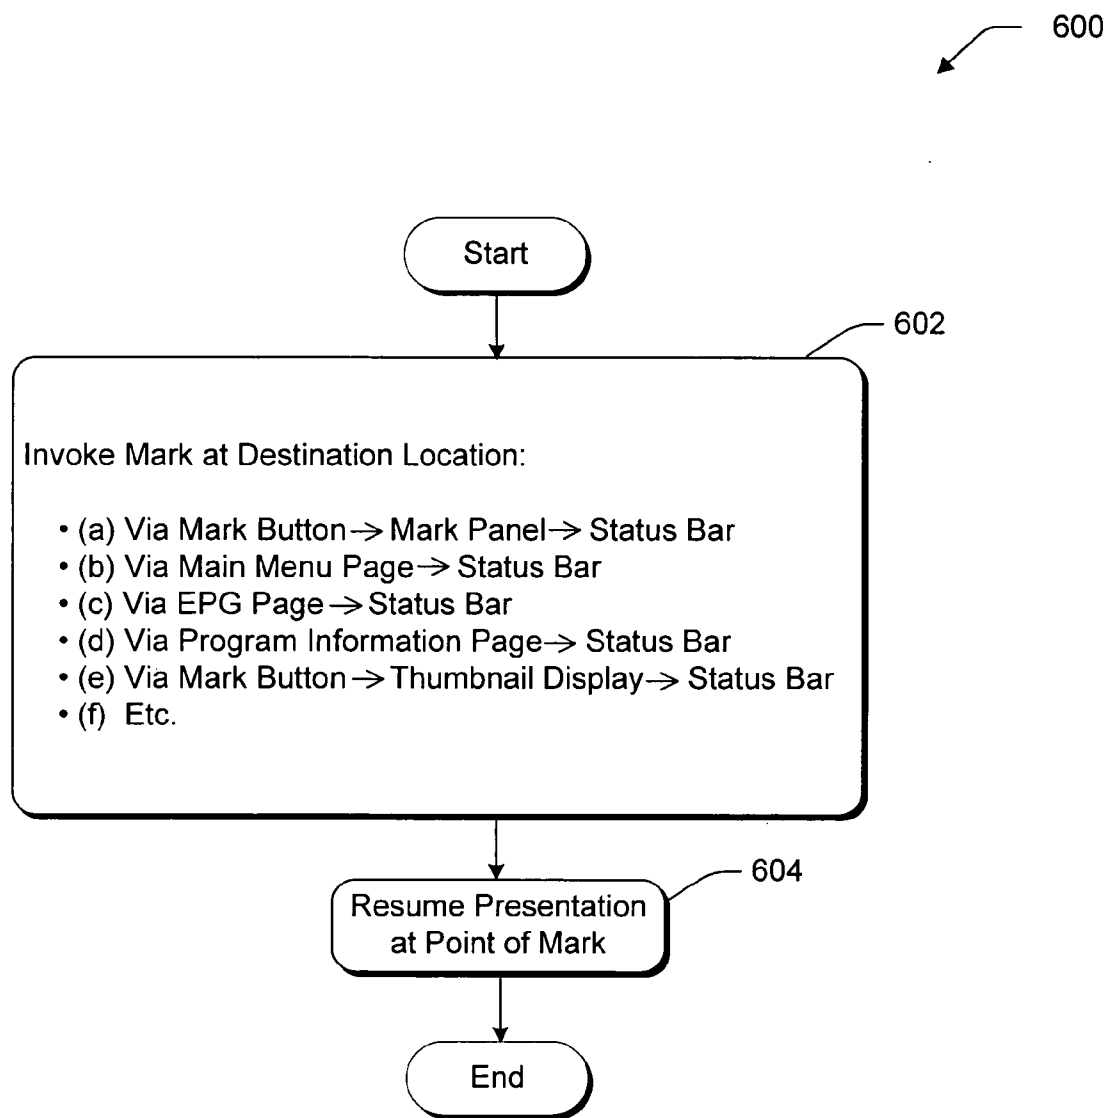 600
Start
602
Invoke Mark at Destination Location:
• (a) Via Mark Button→ Mark Panel→ Status Bar
• (b) Via Main Menu Page→ Status Bar
• (c) Via EPG Page→ Status Bar
• (d) Via Program Information Page→ Status Bar
• (e) Via Mark Button→ Thumbnail Display→ Status Bar
• (f) Etc.
604
Resume Presentation
at Point of Mark
End